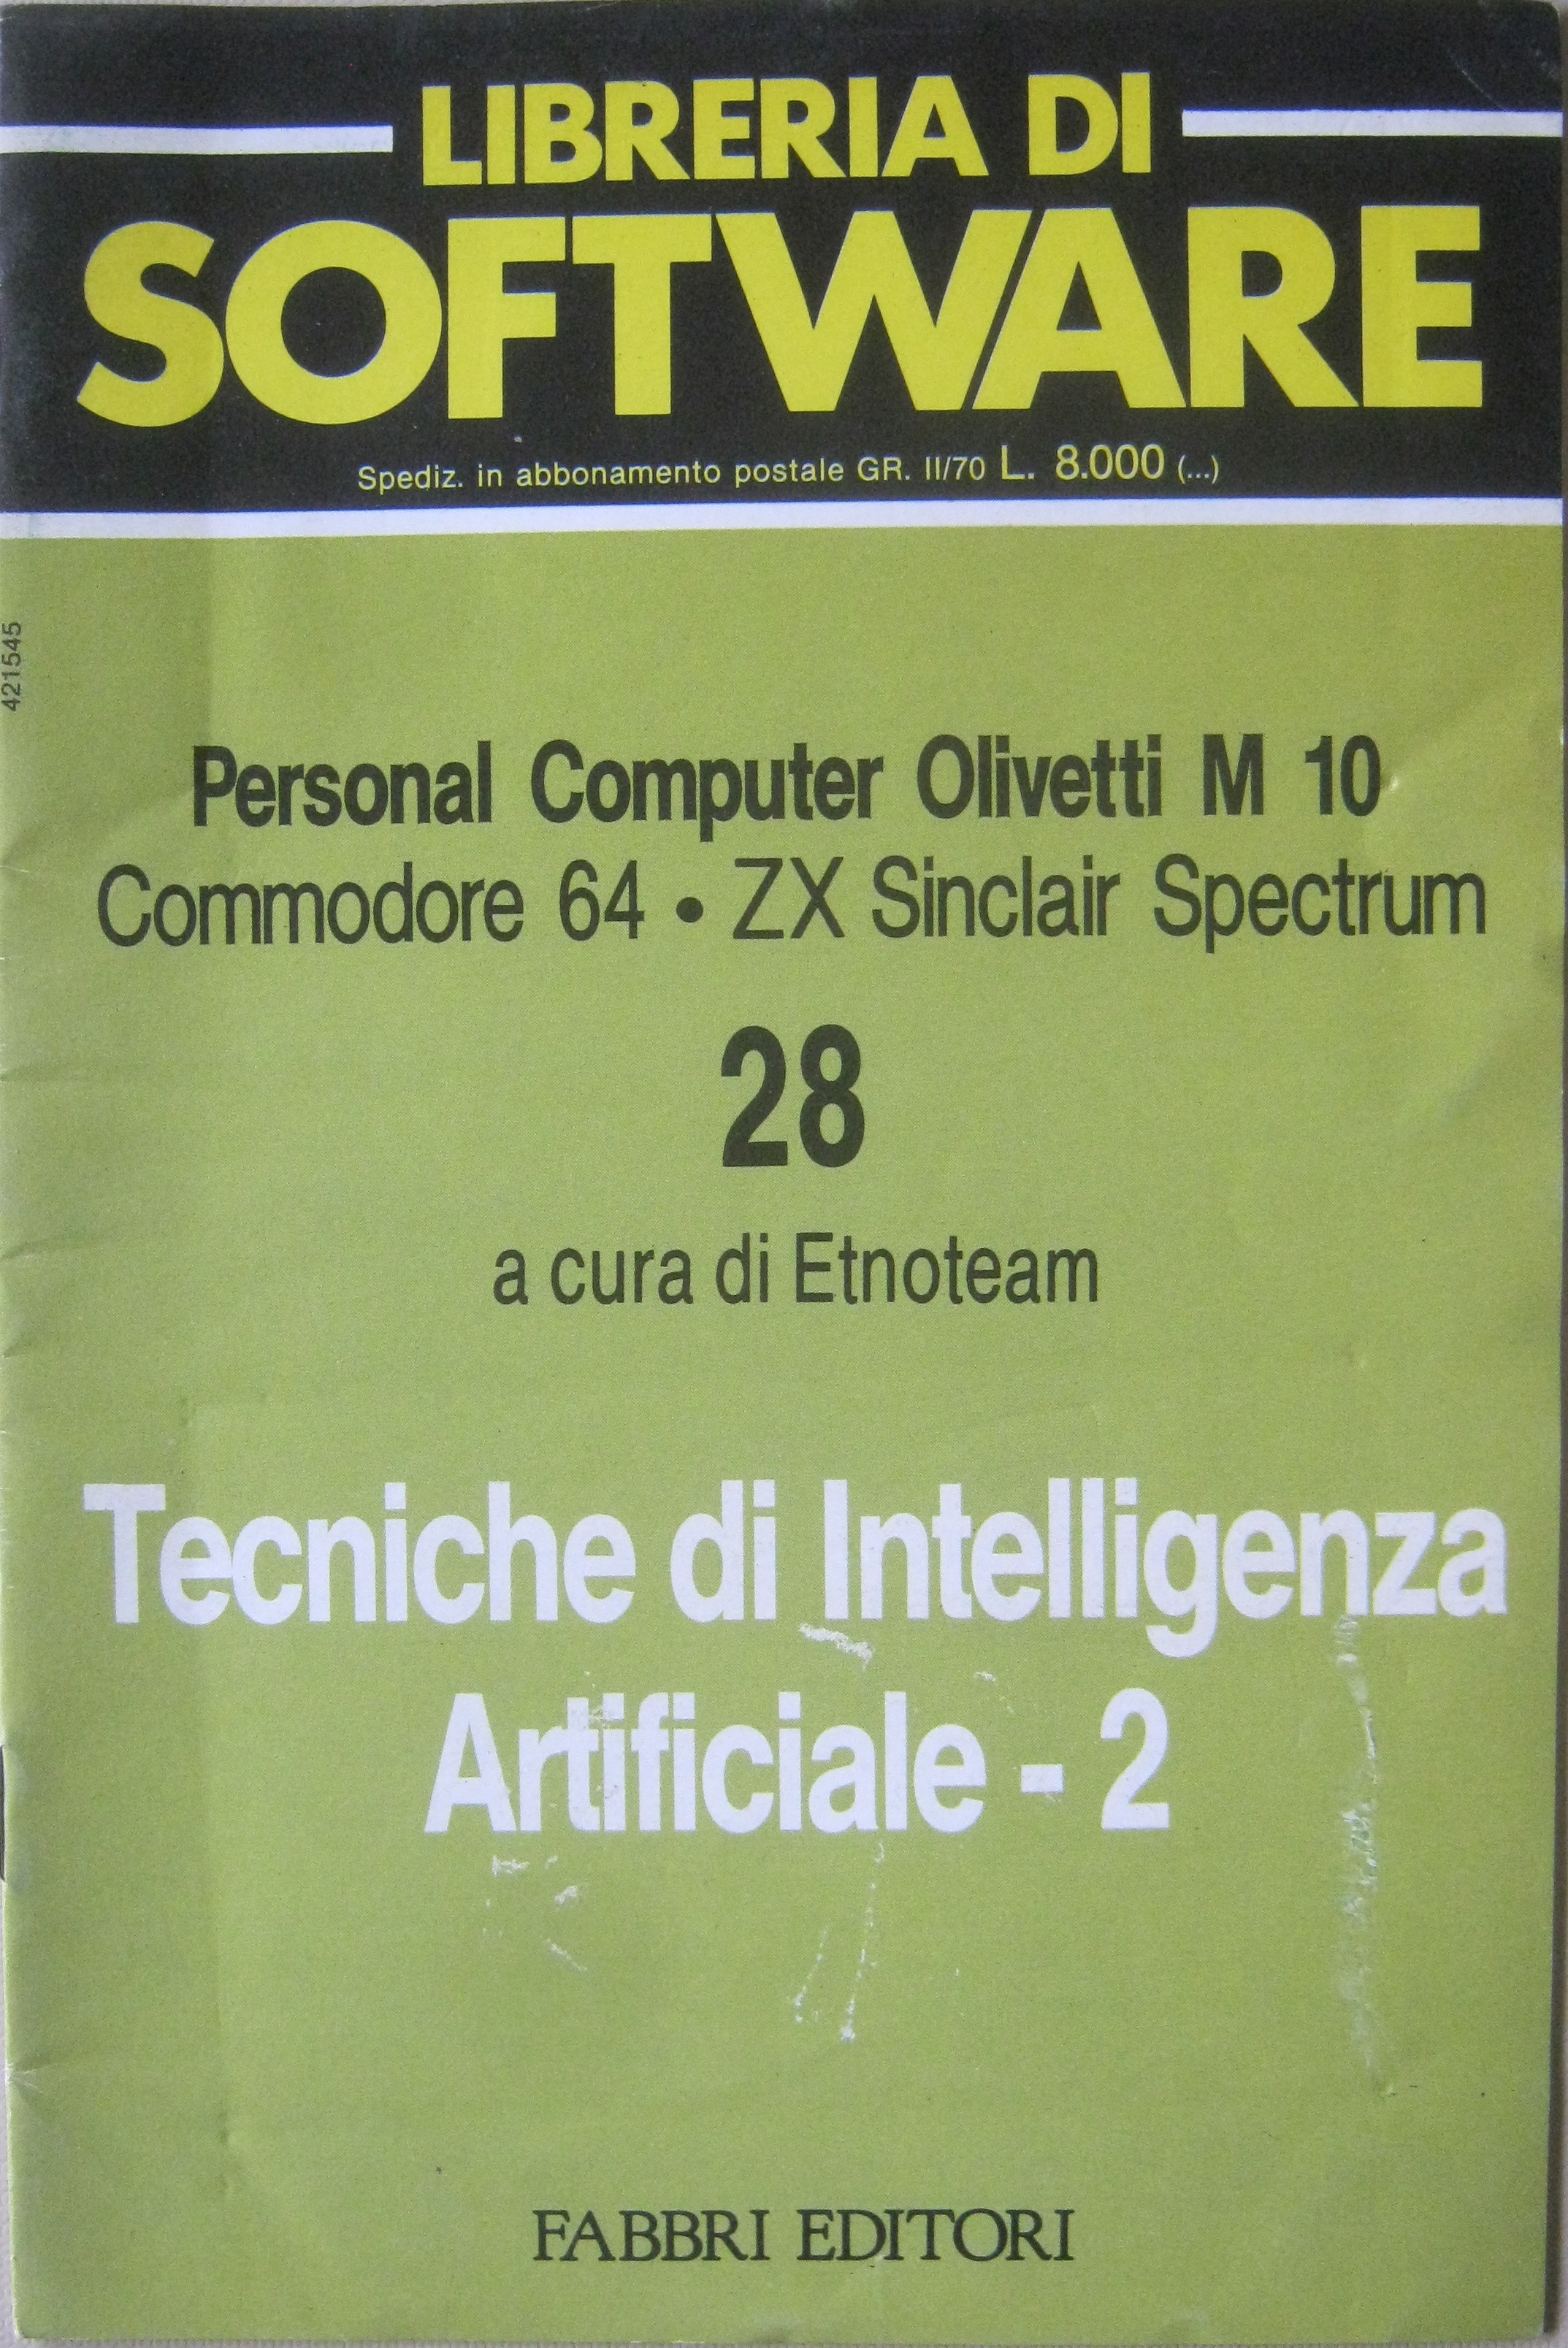 LIBRERIA DI
SOFTWARE
Spediz. in abbonamento postale GR. II/70 L. 8.000 (...)
421545
Personal Computer Olivetti M 10
Commodore 64 • ZX Sinclair Spectrum
28
a cura di Etnoteam
Tecniche di Intelligenza
Artificiale - 2
FABBRI EDITORI